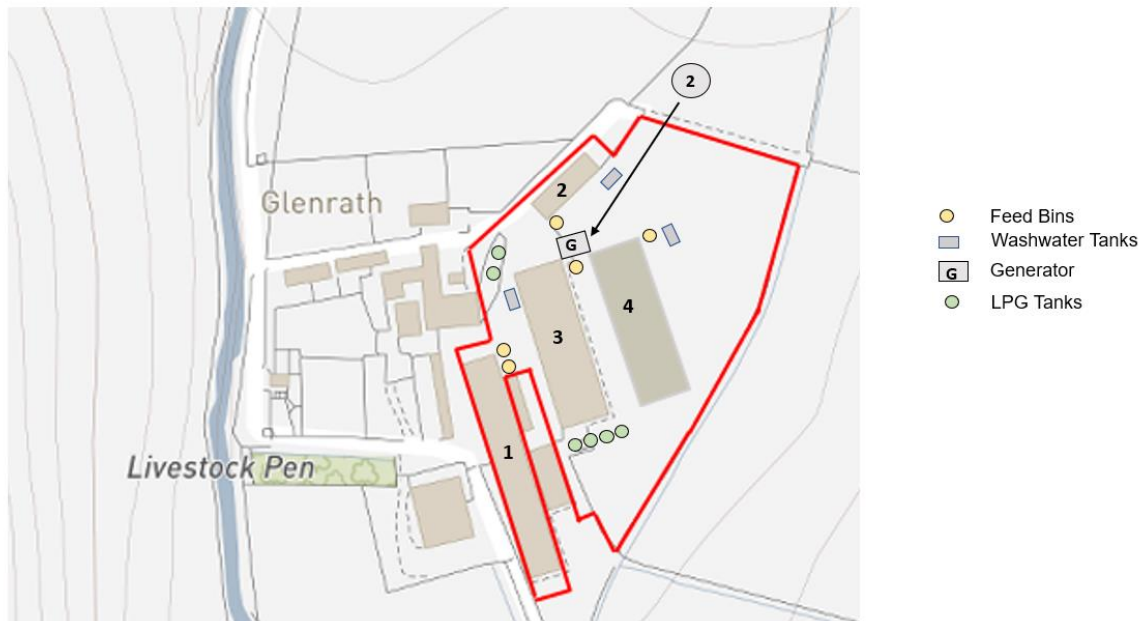 2
2
Glenrath
G
3
4
1
Livestock Pen
Feed Bins
Washwater Tanks
G Generator
LPG Tanks